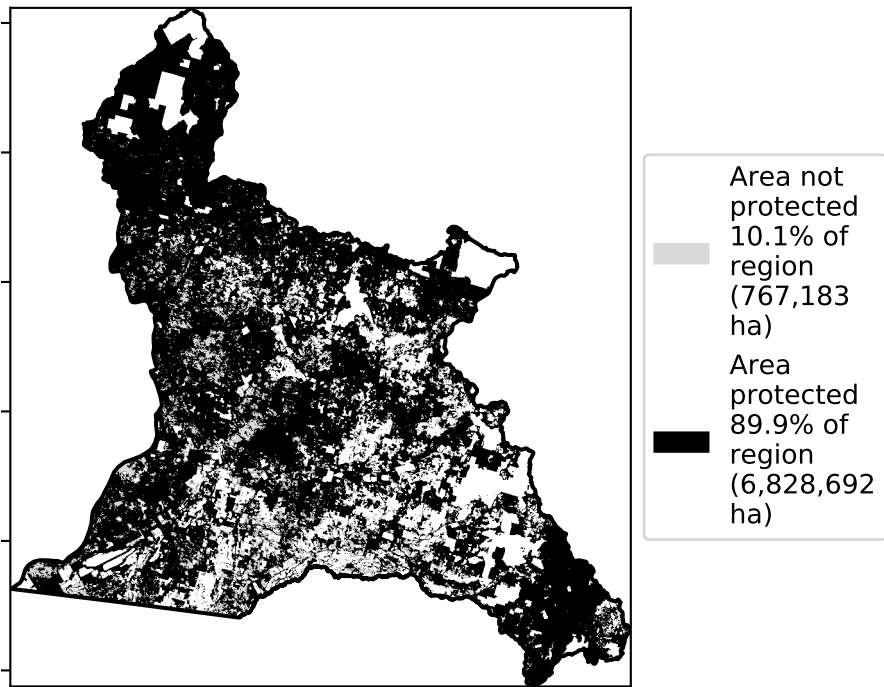 Area not
protected
10.1% of
region
(767,183
ha)
Area
protected
89.9% of
region
(6,828,692
ha)